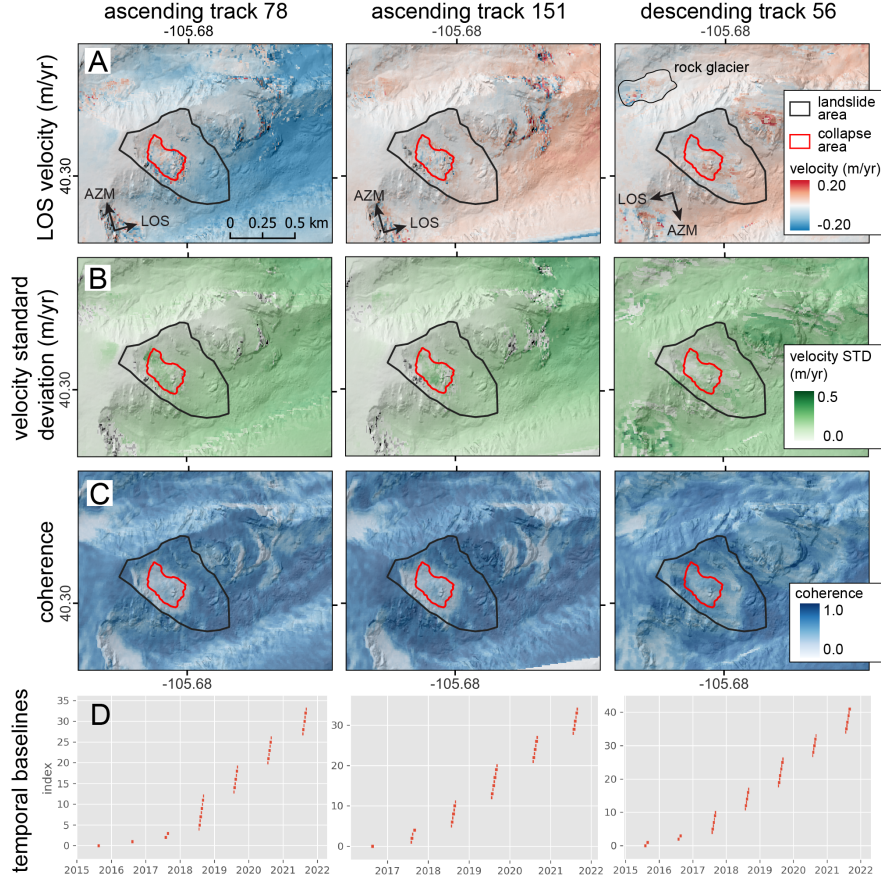 ascending track 78
ascending track 151
descending track 56
-105.68
-105.68
-105.68
A
LOS velocity (m/yr)
40.30
AZM
LOS
0 0.25 0.5 km
AZM
LOS
rock glacier
LOS
AZM
landslide
area
collapse
area
velocity (m/yr)
0.20
-0.20
B
velocity standard
deviation (m/yr)
40.30
velocity STD
(m/yr)
0.5
0.0
C
coherence
40.30
coherence
1.0
0.0
-105.68
-105.68
-105.68
D
temporal baselines
index
35
30
25
20
15
10
5
0
2015 2016 2017 2018 2019 2020 2021 2022
30
20
10
0
2017 2018 2019 2020 2021 2022
40
30
20
10
0
2015 2016 2017 2018 2019 2020 2021 2022